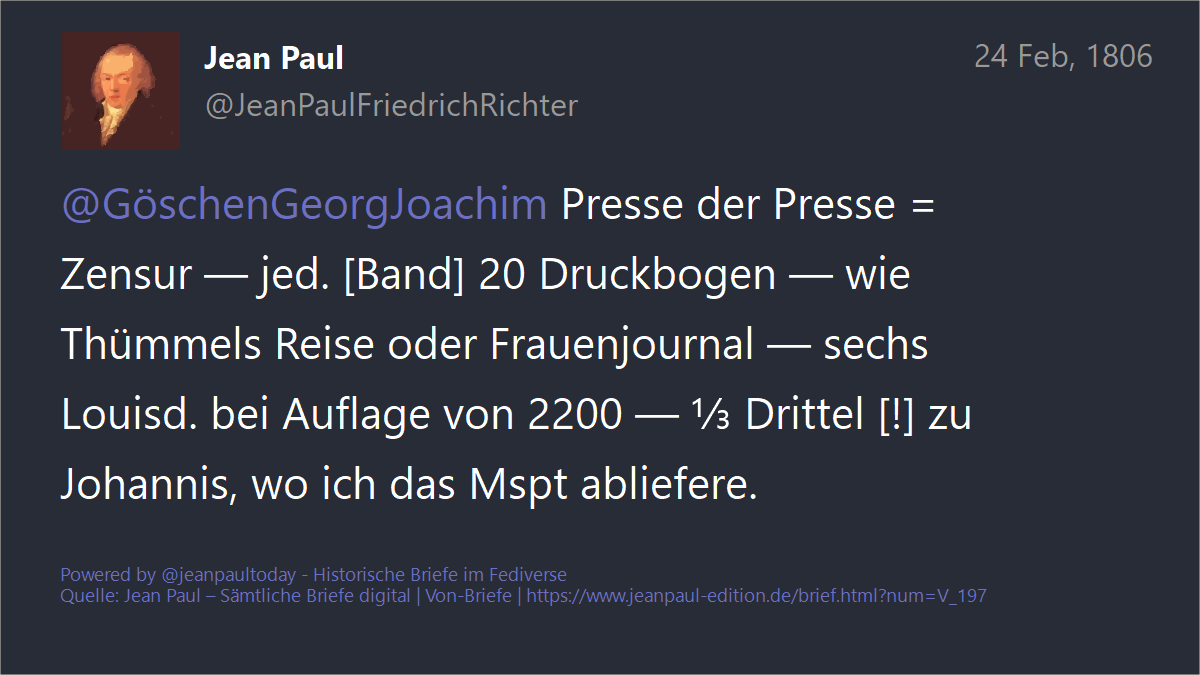 Jean Paul
24 Feb, 1806
@JeanPaulFriedrichRichter
@GöschenGeorgJoachim Presse der Presse =
Zensur — jed. [Band] 20 Druckbogen — wie
Thümmels Reise oder Frauenjournal — sechs
Louisd. bei Auflage von 2200 — ⅓ Drittel [!] zu
Johannis, wo ich das Mspt abliefere.
Powered by @jeanpaultoday - Historische Briefe im Fediverse
Quelle: Jean Paul – Sämtliche Briefe digital | Von-Briefe | https://www.jeanpaul-edition.de/brief.html?num=V_197